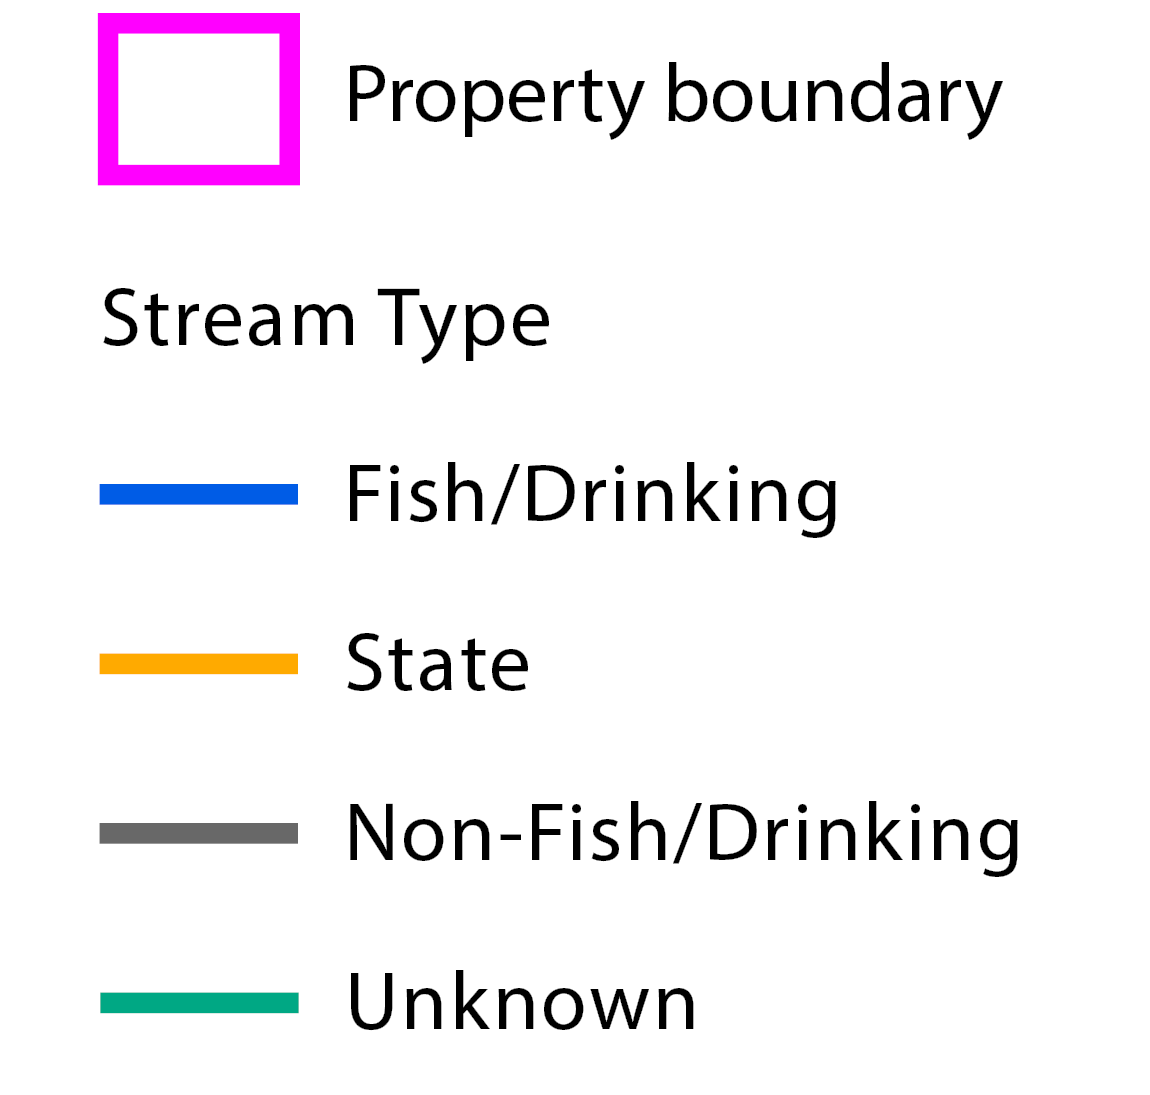 Property boundary
Stream Type
Fish/Drinking
State
Non-Fish/Drinking
Unknown